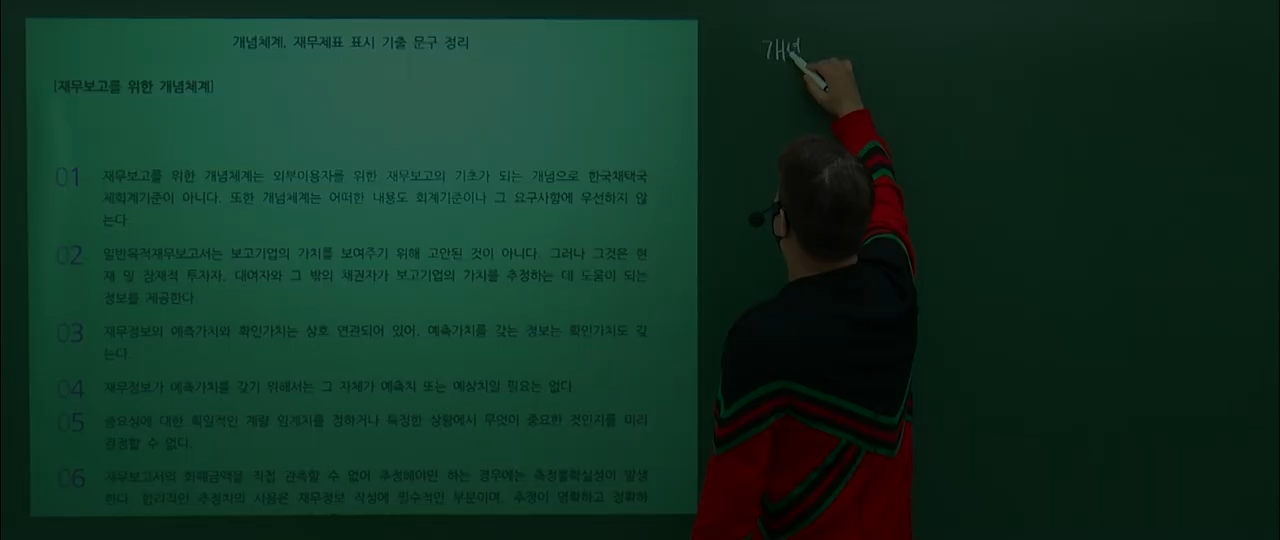 개념체계, 재무제표 표시 기출 문구 정리
[재무보고를 위한 개념체계]
01 재무보고를 위한 개념체계는 외부이용자를 위한 재무보고의 기초가 되는 개념으로 한국채택국
제회계기준이 아니다. 또한 개념체계는 어떠한 내용도 회계기준이나 그 요구사항에 우선하지 않
는다.
02 일반목적재무보고서는 보고기업의 가치를 보여주기 위해 고안된 것이 아니다. 그러나 그것은 현
재 및 잠재적 투자자, 대여자와 그 밖의 채권자가 보고기업의 가치를 추정하는 데 도움이 되는
정보를 제공한다.
03 재무정보의 예측가치와 확인가치는 상호 연관되어 있어, 예측가치를 갖는 정보는 확인가치도 갖
는다.
04 재무정보가 예측가치를 갖기 위해서는 그 자체가 예측치 또는 예상치일 필요는 없다.
05 중요성에 대한 획일적인 계량 임계치를 정하거나 특정한 상황에서 무엇이 중요한 것인지를 미리
결정할 수 없다.
06 재무보고서의 화폐금액을 직접 관측할 수 없어 추정해야만 하는 경우에는 측정불확실성이 발생
한다. 합리적인 추정치의 사용은 재무정보 작성에 필수적인 부분이며, 추정이 명확하고 정확하
개념